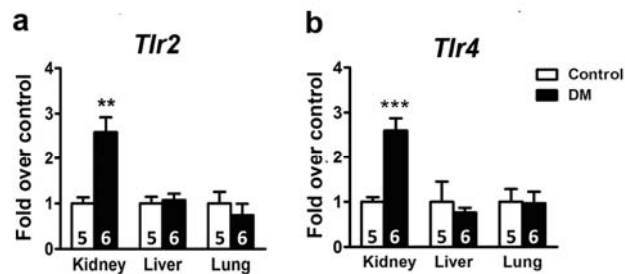 a
Tlr2
Fold over control
4
3
2
1
0
**
5 6 5 6 5 6
Kidney Liver Lung
b
Tlr4
Fold over control
4
3
2
1
0
***
5 6 5 6 5 6
Kidney Liver Lung
Control
DM